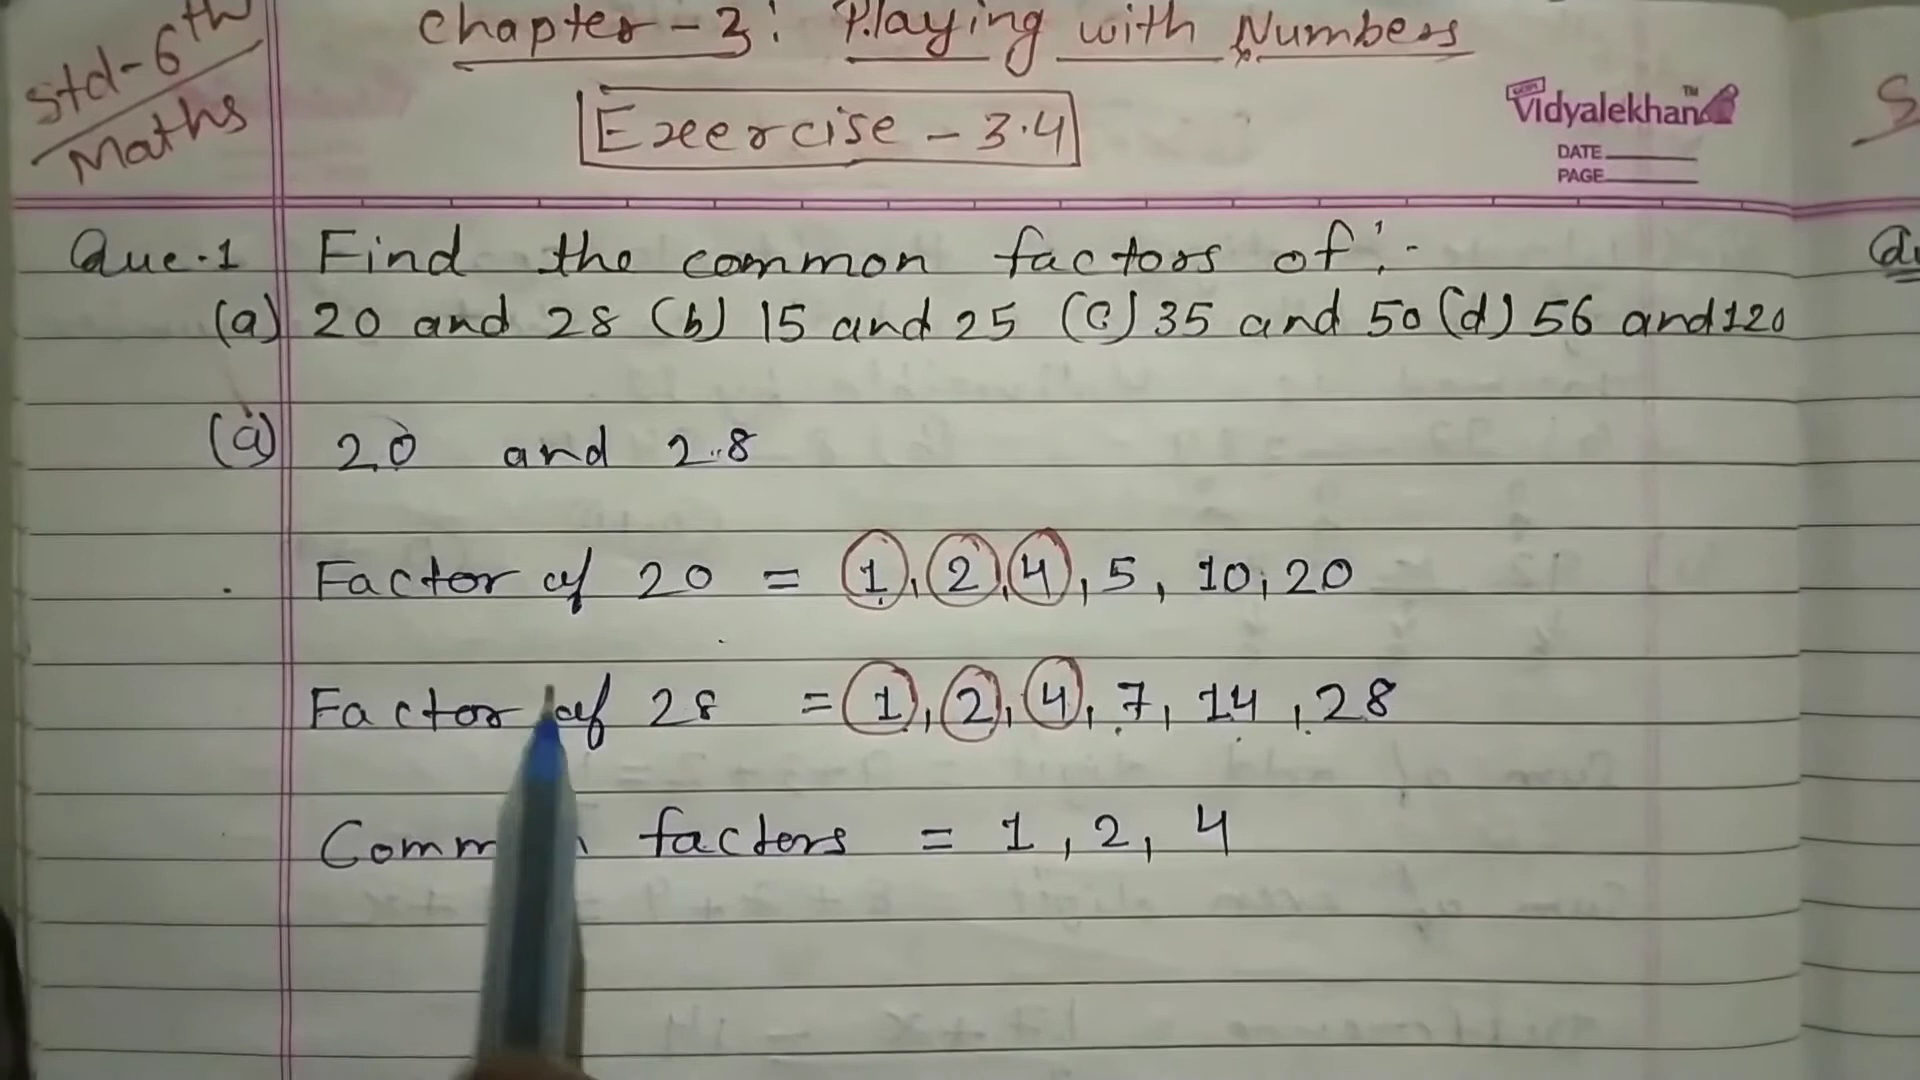 Std-6th
Maths
Chapter-3: Playing with Numbers
Exercise - 3.4
Vidyalekhan™
DATE
PAGE
Que.1 Find the common factors of:-
(a) 20 and 28 (b) 15 and 25 (c) 35 and 50 (d) 56 and 120
(a) 20 and 28
Factor of 20 = 1, 2, 4, 5, 10, 20
Factor of 28 = 1, 2, 4, 7, 14, 28
factors = 1, 2, 4